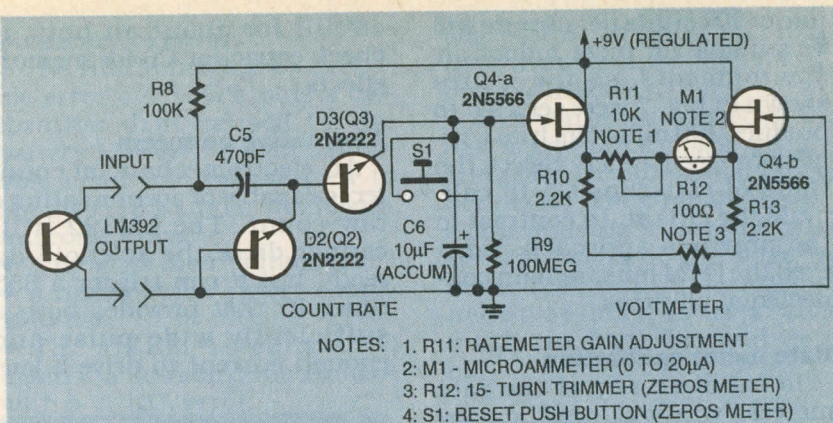 +9V (REGULATED)
R8
100K
C5
470pF
D3(Q3)
2N2222
Q4-a
2N5566
R11
10K
NOTE 1
M1
NOTE 2
Q4-b
2N5566
INPUT
S1
R10
2.2K
R12
100Ω
NOTE 3
R13
2.2K
LM392
OUTPUT
D2(Q2)
2N2222
C6
10µF
(ACCUM)
+
R9
100MEG
COUNT RATE
VOLTMETER
NOTES: 1. R11: RATEMETER GAIN ADJUSTMENT
2: M1 - MICROAMMETER (0 TO 20µA)
3: R12: 15- TURN TRIMMER (ZEROS METER)
4: S1: RESET PUSH BUTTON (ZEROS METER)